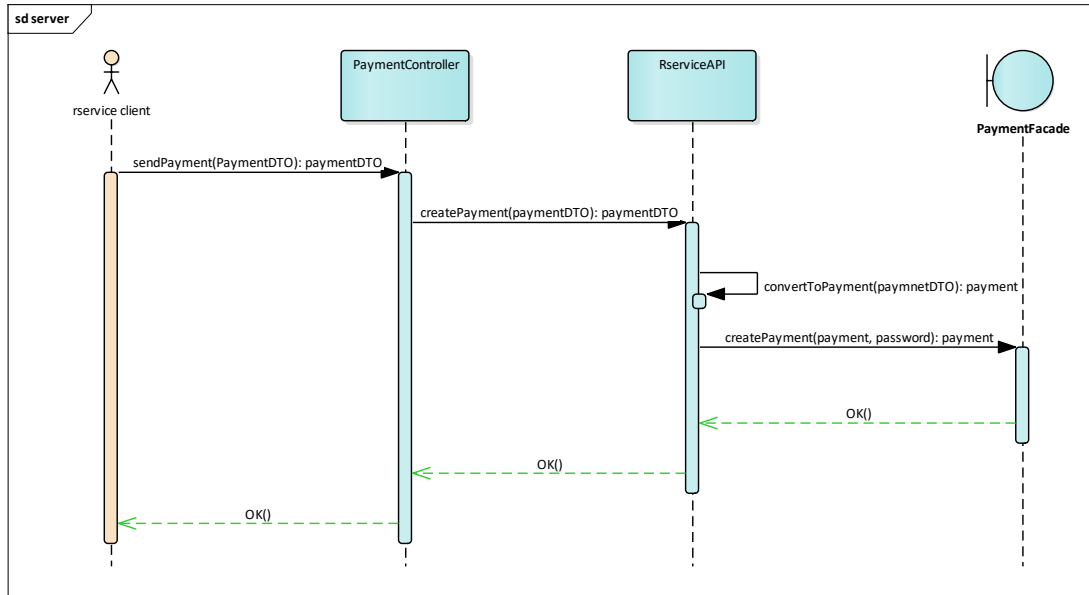 sd server
rservice client
PaymentController
RserviceAPI
PaymentFacade
sendPayment(PaymentDTO): paymentDTO
createPayment(paymentDTO): paymentDTO
convertToPayment(paymnetDTO): payment
createPayment(payment, password): payment
OK()
OK()
OK()